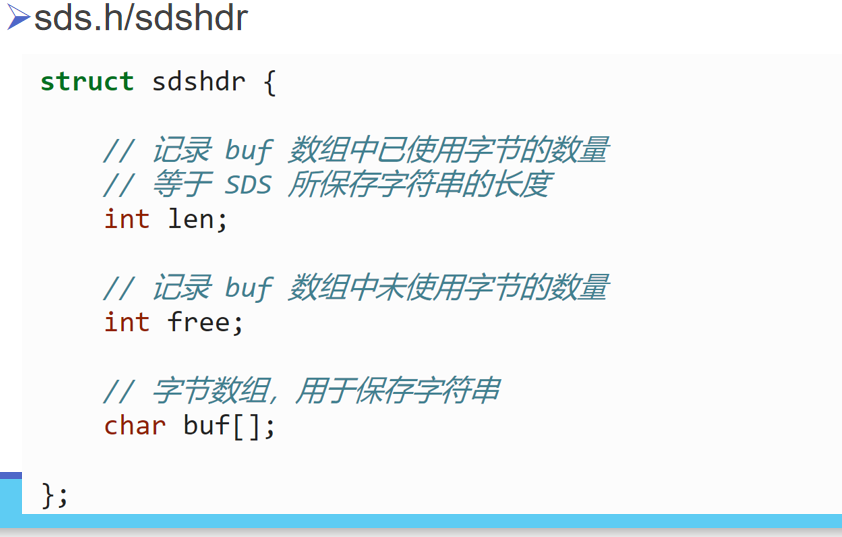 ➢sds.h/sdshdr
struct sdshdr {
// 记录 buf 数组中已使用字节的数量
// 等于 SDS 所保存字符串的长度
int len;
// 记录 buf 数组中未使用字节的数量
int free;
// 字节数组，用于保存字符串
char buf[];
};